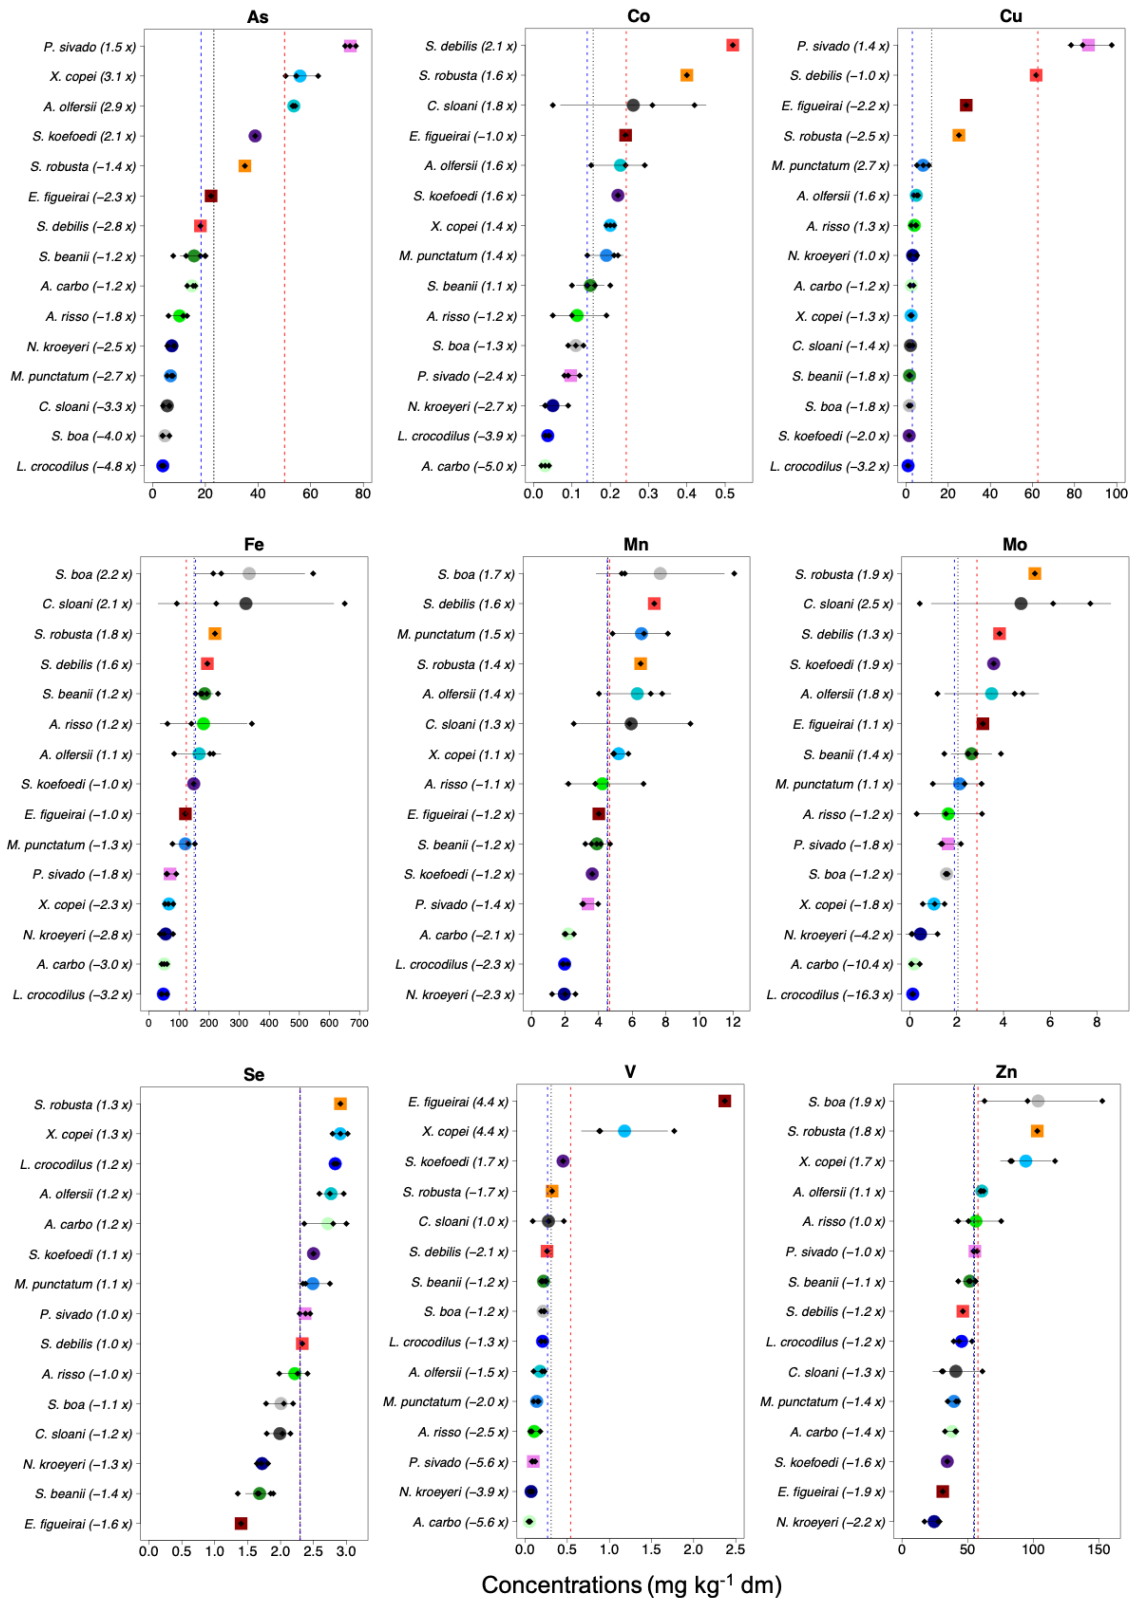 As
P. sivado (1.5 x)
X. copei (3.1 x)
A. olfersii (2.9 x)
S. koefoedi (2.1 x)
S. robusta (−1.4 x)
E. figueirai (−2.3 x)
S. debilis (−2.8 x)
S. beanii (−1.2 x)
A. carbo (−1.2 x)
A. risso (−1.8 x)
N. kroeyeri (−2.5 x)
M. punctatum (−2.7 x)
C. sloani (−3.3 x)
S. boa (−4.0 x)
L. crocodilus (−4.8 x)
0 20 40 60 80
Co
S. debilis (2.1 x)
S. robusta (1.6 x)
C. sloani (1.8 x)
E. figueirai (−1.0 x)
A. olfersii (1.6 x)
S. koefoedi (1.6 x)
X. copei (1.4 x)
M. punctatum (1.4 x)
S. beanii (1.1 x)
A. risso (−1.2 x)
S. boa (−1.3 x)
P. sivado (−2.4 x)
N. kroeyeri (−2.7 x)
L. crocodilus (−3.9 x)
A. carbo (−5.0 x)
0.0 0.1 0.2 0.3 0.4 0.5
Cu
P. sivado (1.4 x)
S. debilis (−1.0 x)
E. figueirai (−2.2 x)
S. robusta (−2.5 x)
M. punctatum (2.7 x)
A. olfersii (1.6 x)
A. risso (1.3 x)
N. kroeyeri (1.0 x)
A. carbo (−1.2 x)
X. copei (−1.3 x)
C. sloani (−1.4 x)
S. beanii (−1.8 x)
S. boa (−1.8 x)
S. koefoedi (−2.0 x)
L. crocodilus (−3.2 x)
0 20 40 60 80 100
Fe
S. boa (2.2 x)
C. sloani (2.1 x)
S. robusta (1.8 x)
S. debilis (1.6 x)
S. beanii (1.2 x)
A. risso (1.2 x)
A. olfersii (1.1 x)
S. koefoedi (−1.0 x)
E. figueirai (−1.0 x)
M. punctatum (−1.3 x)
P. sivado (−1.8 x)
X. copei (−2.3 x)
N. kroeyeri (−2.8 x)
A. carbo (−3.0 x)
L. crocodilus (−3.2 x)
0 100 200 300 400 500 600 700
Mn
S. boa (1.7 x)
S. debilis (1.6 x)
M. punctatum (1.5 x)
S. robusta (1.4 x)
A. olfersii (1.4 x)
C. sloani (1.3 x)
X. copei (1.1 x)
A. risso (−1.1 x)
E. figueirai (−1.2 x)
S. beanii (−1.2 x)
S. koefoedi (−1.2 x)
P. sivado (−1.4 x)
A. carbo (−2.1 x)
L. crocodilus (−2.3 x)
N. kroeyeri (−2.3 x)
0 2 4 6 8 10 12
Mo
S. robusta (1.9 x)
C. sloani (2.5 x)
S. debilis (1.3 x)
S. koefoedi (1.9 x)
A. olfersii (1.8 x)
E. figueirai (1.1 x)
S. beanii (1.4 x)
M. punctatum (1.1 x)
A. risso (−1.2 x)
P. sivado (−1.8 x)
S. boa (−1.2 x)
X. copei (−1.8 x)
N. kroeyeri (−4.2 x)
A. carbo (−10.4 x)
L. crocodilus (−16.3 x)
0 2 4 6 8
Se
S. robusta (1.3 x)
X. copei (1.3 x)
L. crocodilus (1.2 x)
A. olfersii (1.2 x)
A. carbo (1.2 x)
S. koefoedi (1.1 x)
M. punctatum (1.1 x)
P. sivado (1.0 x)
S. debilis (1.0 x)
A. risso (−1.0 x)
S. boa (−1.1 x)
C. sloani (−1.2 x)
N. kroeyeri (−1.3 x)
S. beanii (−1.4 x)
E. figueirai (−1.6 x)
0.0 0.5 1.0 1.5 2.0 2.5 3.0
V
E. figueirai (4.4 x)
X. copei (4.4 x)
S. koefoedi (1.7 x)
S. robusta (−1.7 x)
C. sloani (1.0 x)
S. debilis (−2.1 x)
S. beanii (−1.2 x)
S. boa (−1.2 x)
L. crocodilus (−1.3 x)
A. olfersii (−1.5 x)
M. punctatum (−2.0 x)
A. risso (−2.5 x)
P. sivado (−5.6 x)
N. kroeyeri (−3.9 x)
A. carbo (−5.6 x)
0.0 0.5 1.0 1.5 2.0 2.5
Zn
S. boa (1.9 x)
S. robusta (1.8 x)
X. copei (1.7 x)
A. olfersii (1.1 x)
A. risso (1.0 x)
P. sivado (−1.0 x)
S. beanii (−1.1 x)
S. debilis (−1.2 x)
L. crocodilus (−1.2 x)
C. sloani (−1.3 x)
M. punctatum (−1.4 x)
A. carbo (−1.4 x)
S. koefoedi (−1.6 x)
E. figueirai (−1.9 x)
N. kroeyeri (−2.2 x)
0 50 100 150
Concentrations (mg kg⁻¹ dm)